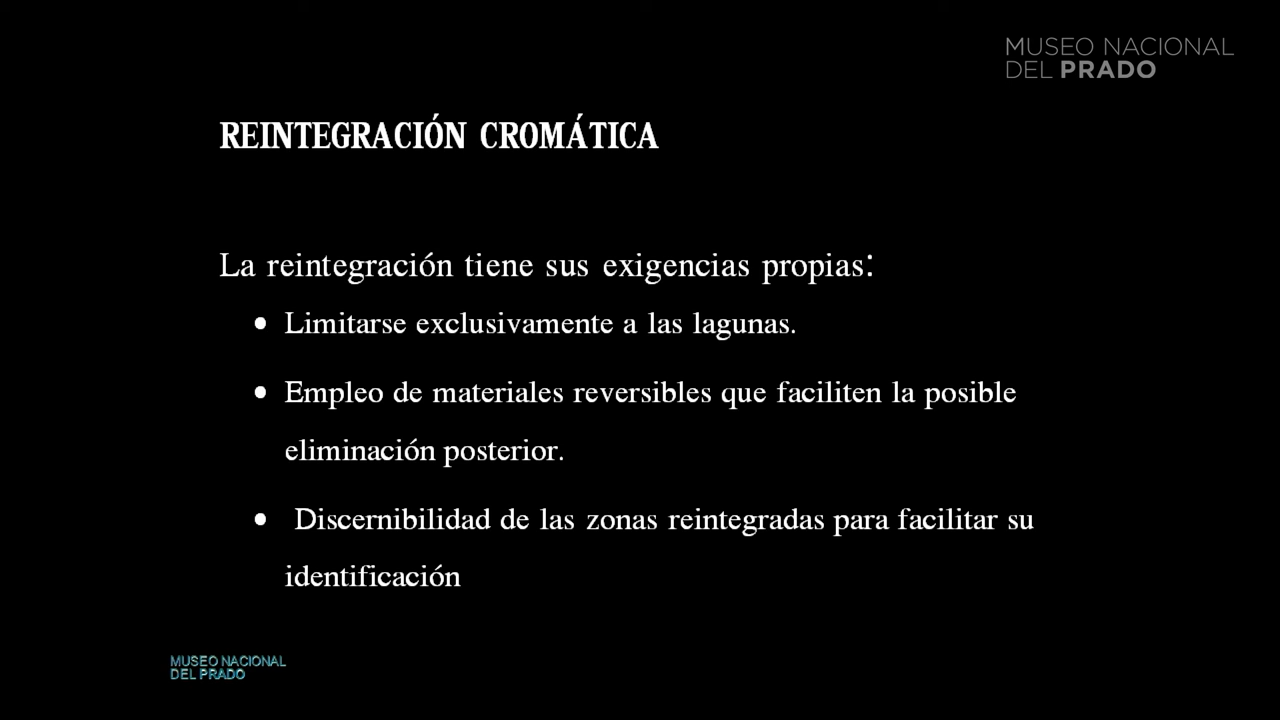 MUSEO NACIONAL
DEL PRADO
REINTEGRACIÓN CROMÁTICA
La reintegración tiene sus exigencias propias:
• Limitarse exclusivamente a las lagunas.
• Empleo de materiales reversibles que faciliten la posible
eliminación posterior.
• Discernibilidad de las zonas reintegradas para facilitar su
identificación
MUSEO NACIONAL
DEL PRADO